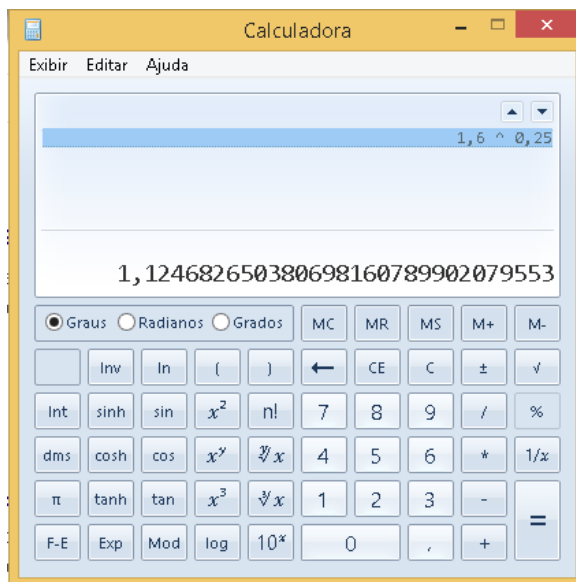 Calculadora
Exibir Editar Ajuda
1,6 ^ 0,25
1,124682650380698160789902079553
Graus Radianos Grados MC MR MS M+ M-
Inv ln ( ) ← CE C ± √
Int sinh sin x² n! 7 8 9 / %
dms cosh cos xʸ ʸ√x 4 5 6 * 1/x
π tanh tan x³ ³√x 1 2 3 - =
F-E Exp Mod log 10ˣ 0 , +